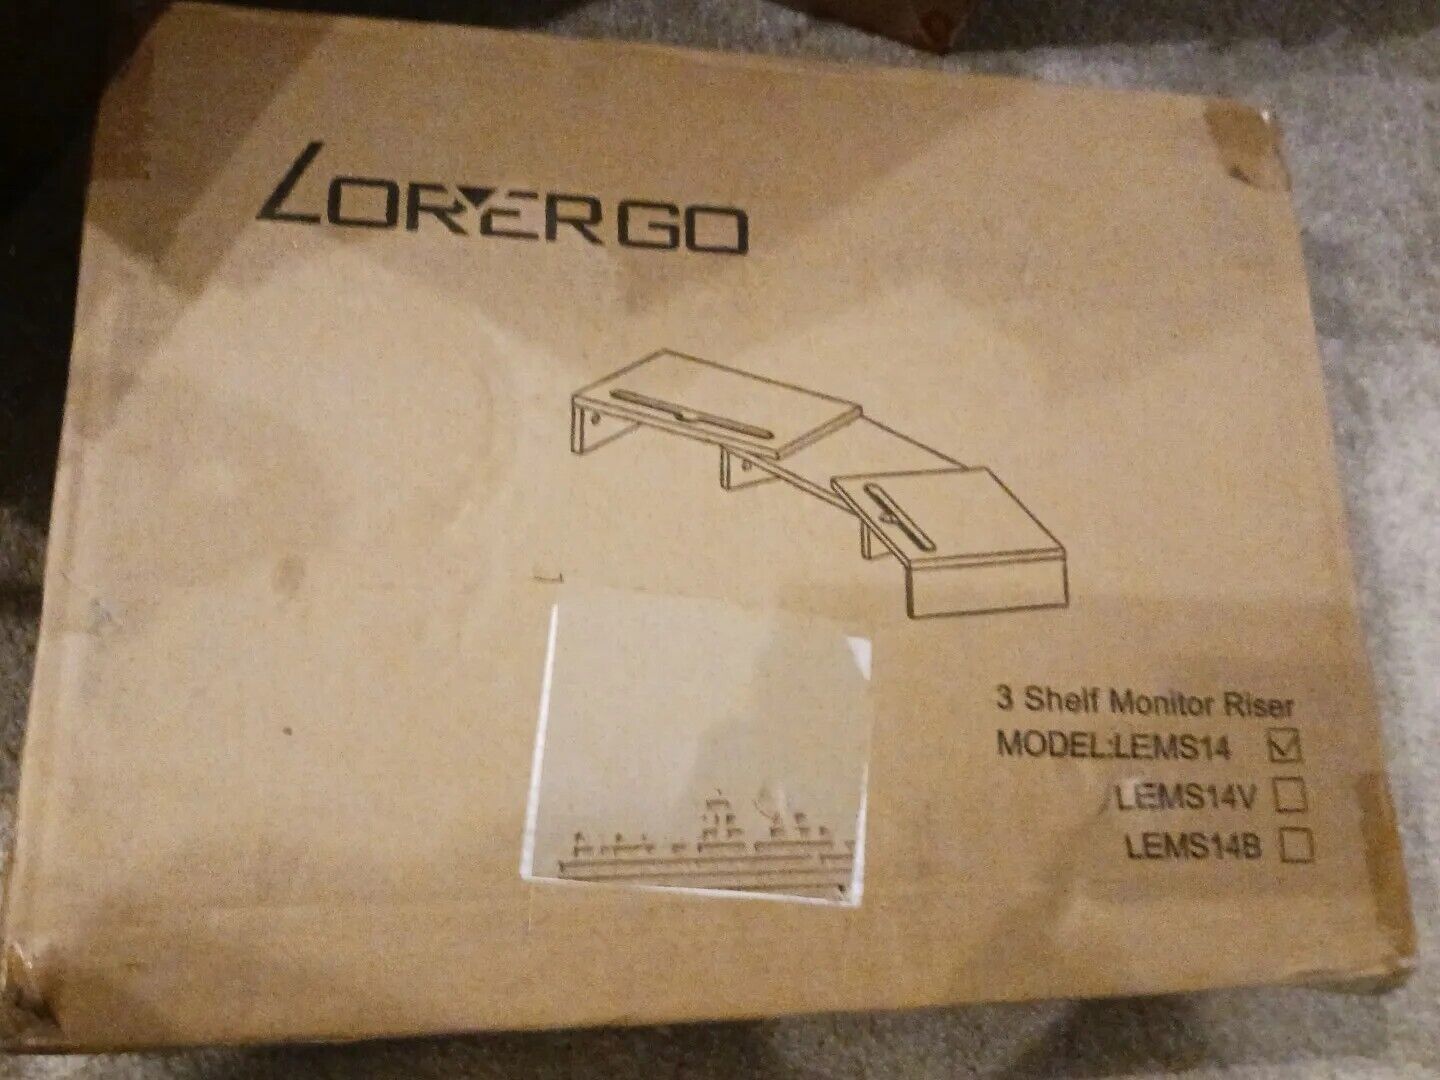 LORERGO
3 Shelf Monitor Riser
MODEL:LEMS14
LEMS14V
LEMS14B